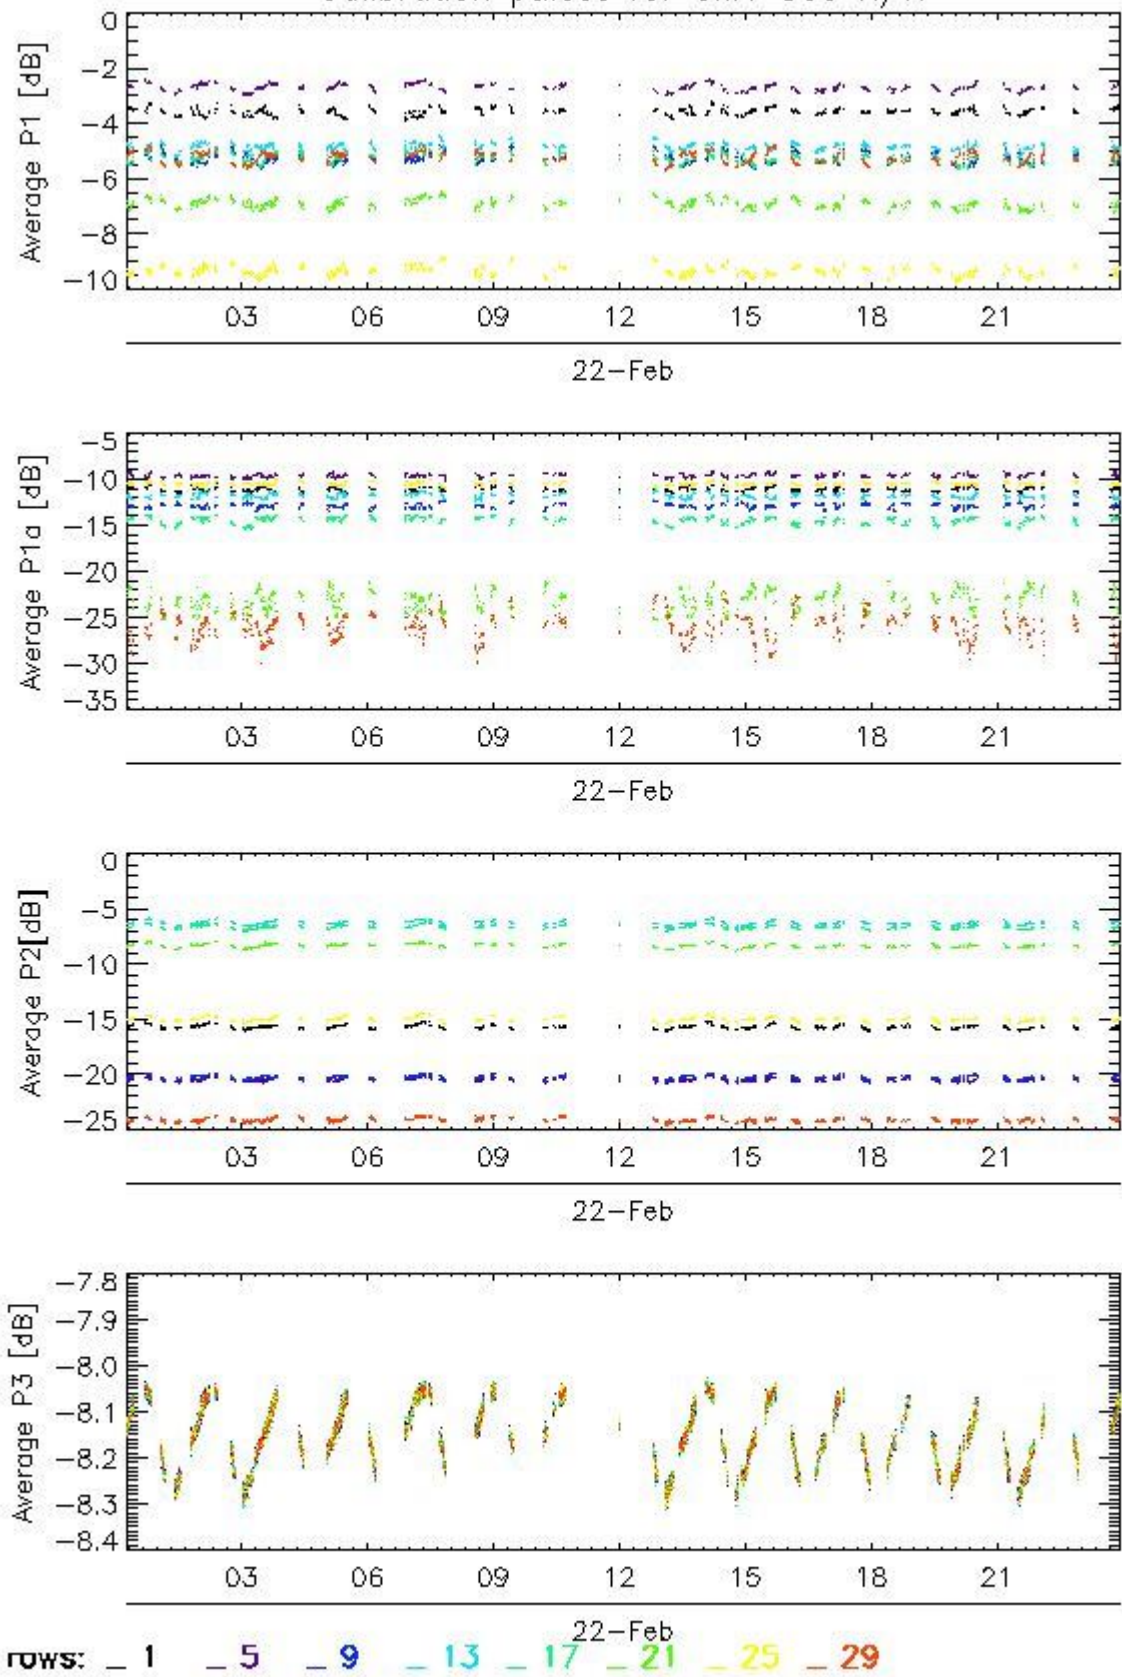 0
-2
-4
-6
-8
-10
Average P1 [dB]
03 06 09 12 15 18 21
22-Feb
-5
-10
-15
-20
-25
-30
-35
Average P1a [dB]
03 06 09 12 15 18 21
22-Feb
0
-5
-10
-15
-20
-25
Average P2[dB]
03 06 09 12 15 18 21
22-Feb
-7.8
-7.9
-8.0
-8.1
-8.2
-8.3
-8.4
Average P3 [dB]
03 06 09 12 15 18 21
22-Feb
rows: _ 1 _ 5 _ 9 _ 13 _ 17 _ 21 _ 25 _ 29